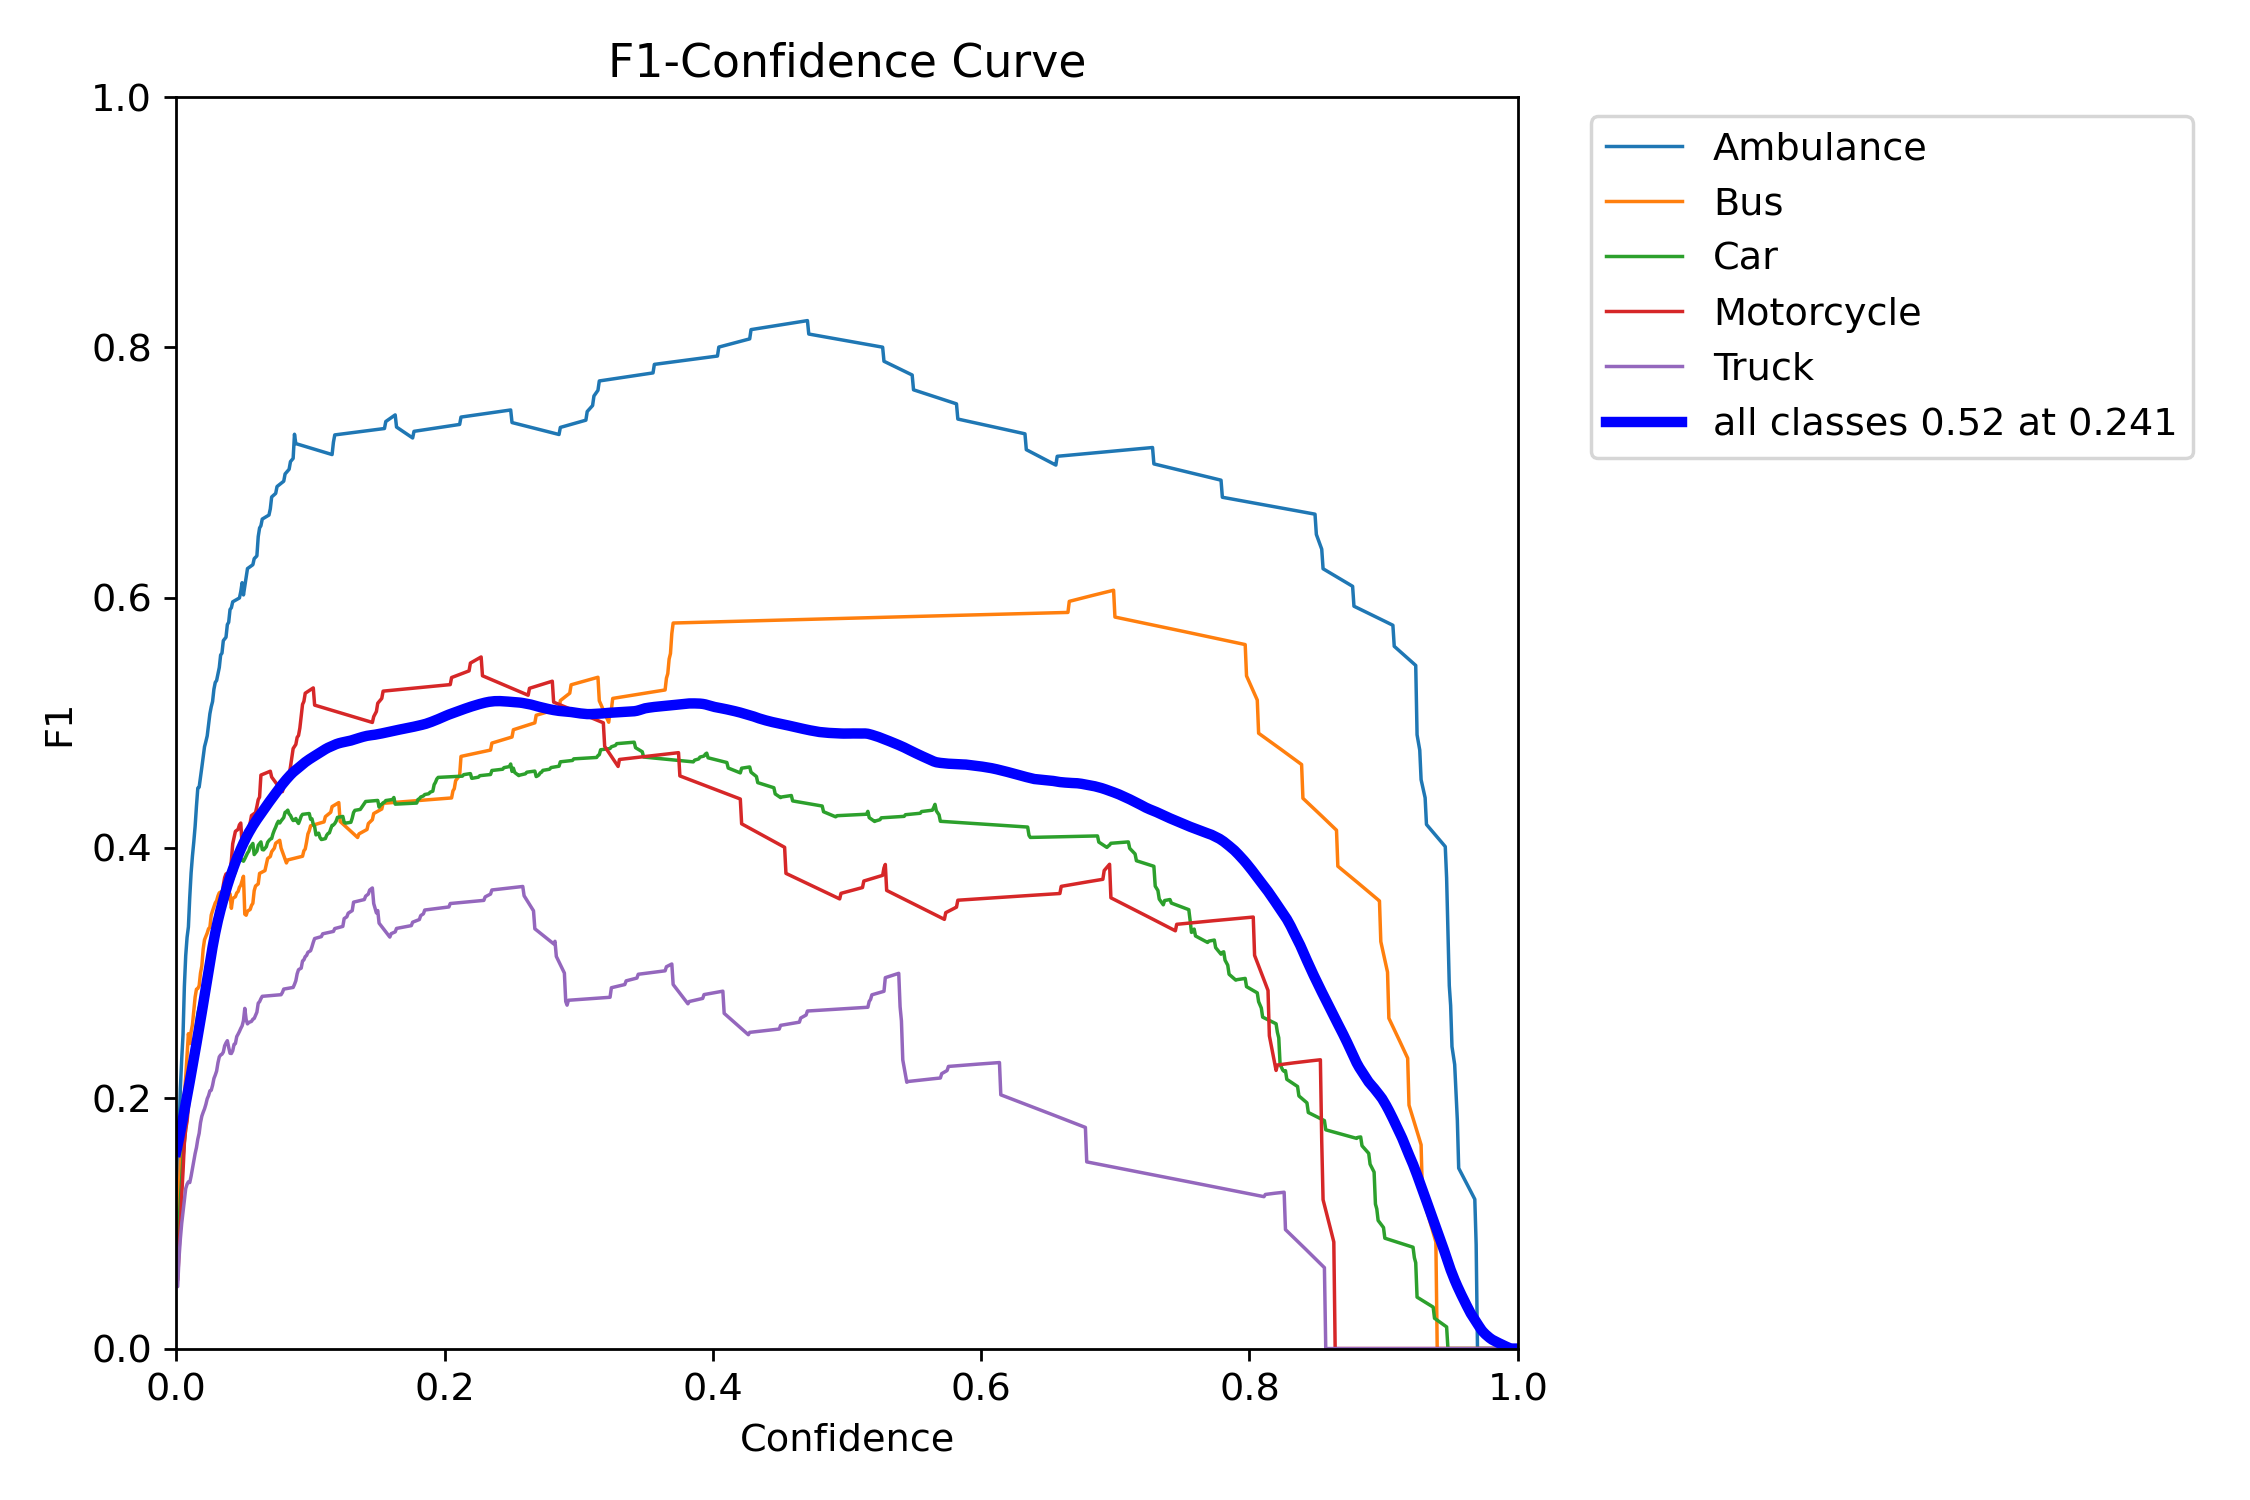 F1-Confidence Curve
1.0
0.8
0.6
0.4
0.2
0.0
F1
0.0 0.2 0.4 0.6 0.8 1.0
Confidence
Ambulance
Bus
Car
Motorcycle
Truck
all classes 0.52 at 0.241